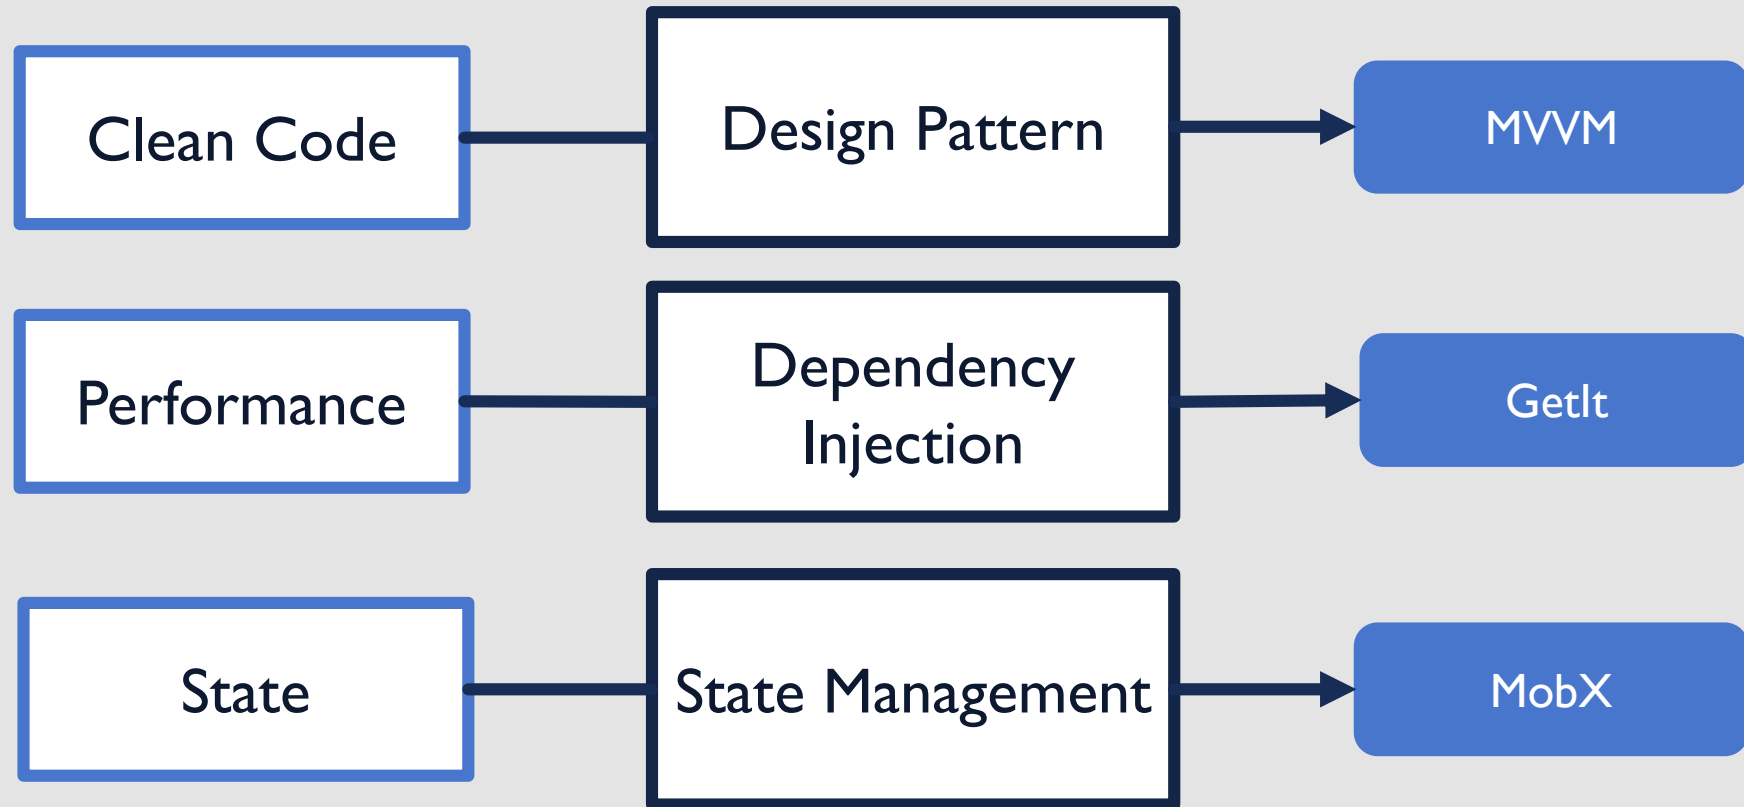 Clean Code
Design Pattern
MVVM
Performance
Dependency
Injection
GetIt
State
State Management
MobX